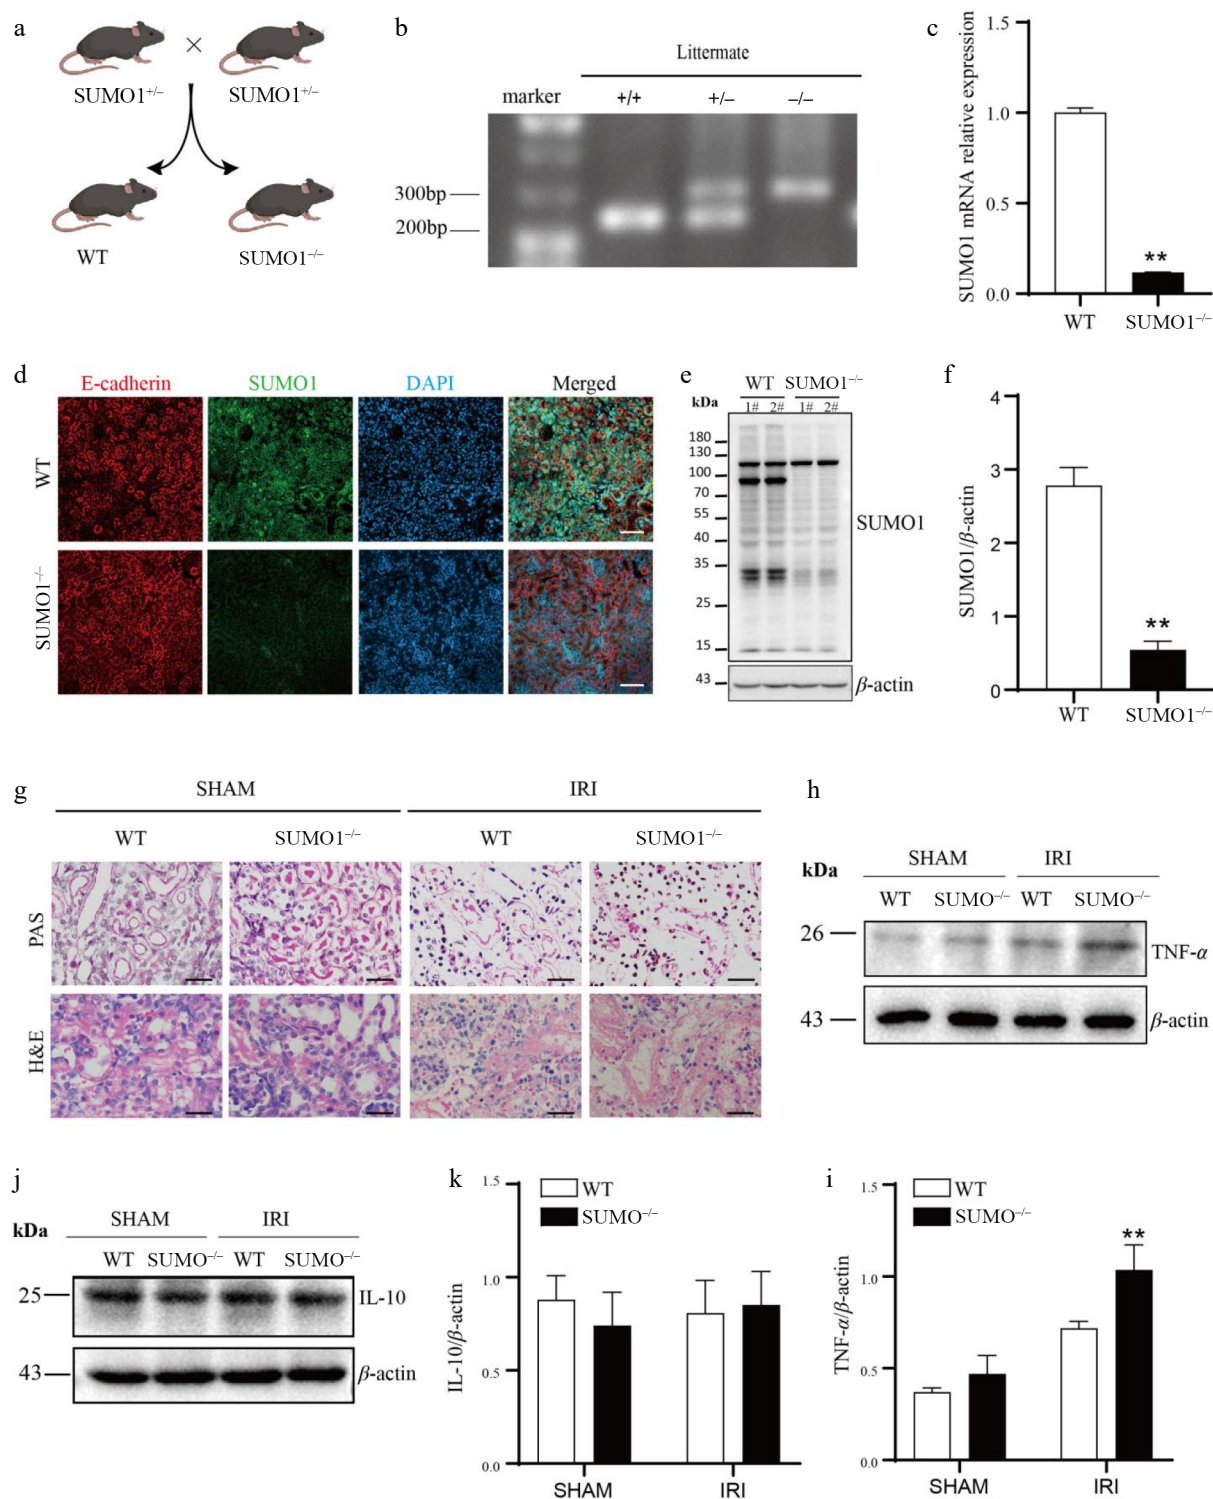 a
×
SUMO1+/–
SUMO1+/–
WT
SUMO1–/–
b
Littermate
marker
+/+
+/–
–/–
300bp
200bp
c
SUMO1 mRNA relative expression
1.5
1.0
0.5
0.0
**
WT
SUMO1–/–
d
E-cadherin
SUMO1
DAPI
Merged
WT
SUMO1–/–
e
WT
SUMO1–/–
kDa
1#
2#
1#
2#
180
130
100
70
55
40
35
25
15
SUMO1
43
β-actin
f
SUMO1/β-actin
4
3
2
1
0
**
WT
SUMO1–/–
g
SHAM
IRI
WT
SUMO1–/–
WT
SUMO1–/–
PAS
H&E
h
kDa
SHAM
IRI
WT
SUMO–/–
WT
SUMO–/–
26
TNF-α
43
β-actin
j
kDa
SHAM
IRI
WT
SUMO–/–
WT
SUMO–/–
25
IL-10
43
β-actin
k
WT
SUMO–/–
IL-10/β-actin
1.5
1.0
0.5
0.0
SHAM
IRI
i
WT
SUMO–/–
TNF-α/β-actin
1.5
1.0
0.5
0.0
**
SHAM
IRI